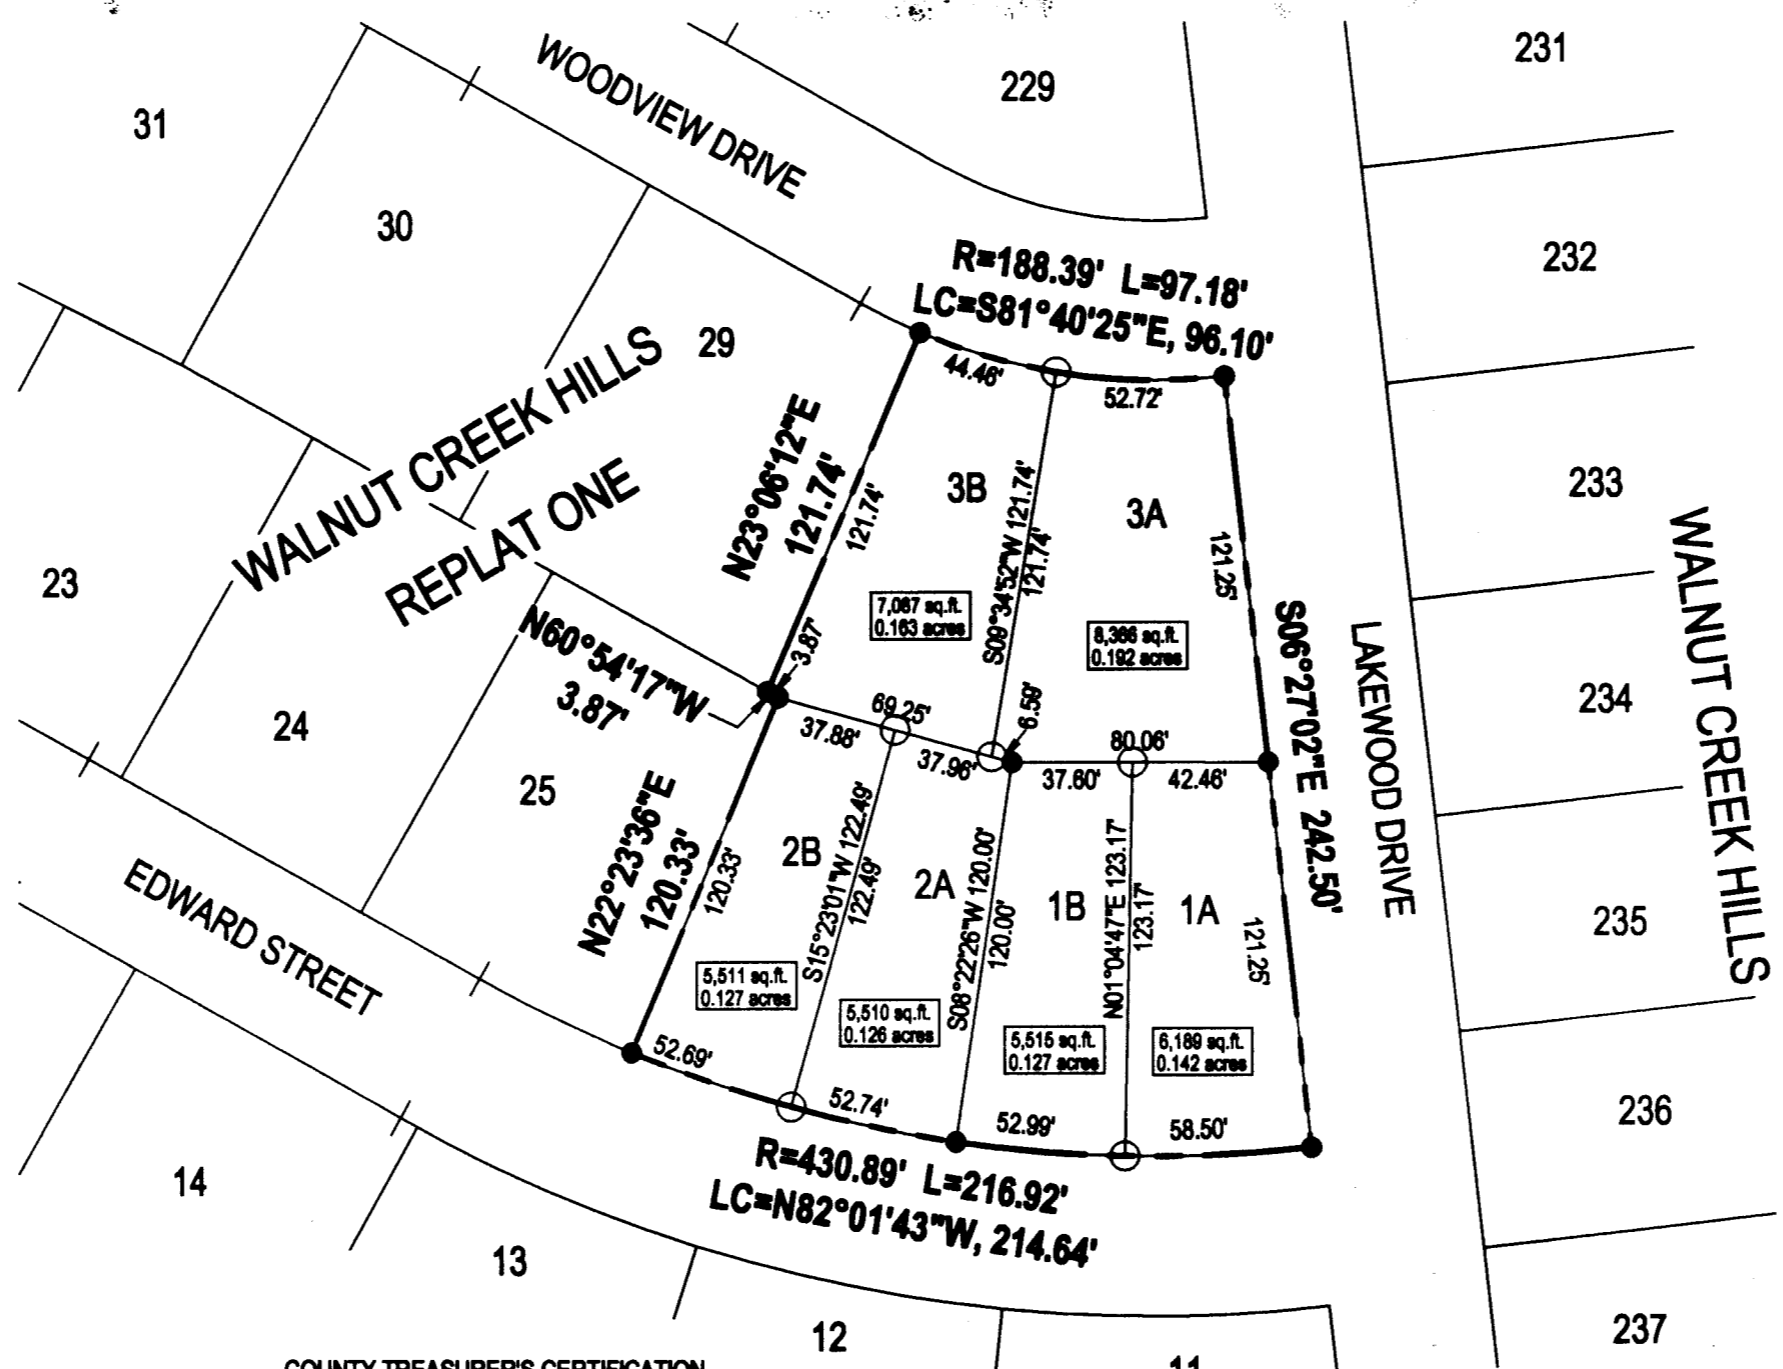 231
229
WOODVIEW DRIVE
31
30
232
R=188.39' L=97.18'
LC=S81°40'25"E, 96.10'
29
44.46'
52.72'
WALNUT CREEK HILLS
REPLAT ONE
N23°06'12"E
121.74'
121.74'
3B
S09°34'52"W 121.74'
121.74'
3A
121.25'
233
23
7,087 sq.ft.
0.163 acres
8,366 sq.ft.
0.192 acres
S06°27'02"E 242.50'
LAKEWOOD DRIVE
WALNUT CREEK HILLS
N60°54'17"W
3.87'
3.87'
69.25'
6.59'
80.06'
37.88'
37.96'
37.60'
42.46'
234
24
25
N22°23'36"E
120.33'
120.33'
2B
S15°23'01"W 122.49'
122.49'
2A
S08°22'26"W 120.00'
120.00'
1B
N01°04'47"E 123.17'
123.17'
1A
121.25'
235
EDWARD STREET
5,511 sq.ft.
0.127 acres
5,510 sq.ft.
0.126 acres
5,515 sq.ft.
0.127 acres
6,189 sq.ft.
0.142 acres
52.69'
52.74'
52.99'
58.50'
236
R=430.89' L=216.92'
LC=N82°01'43"W, 214.64'
14
13
12
11
237
COUNTY TREASURER'S CERTIFICATION